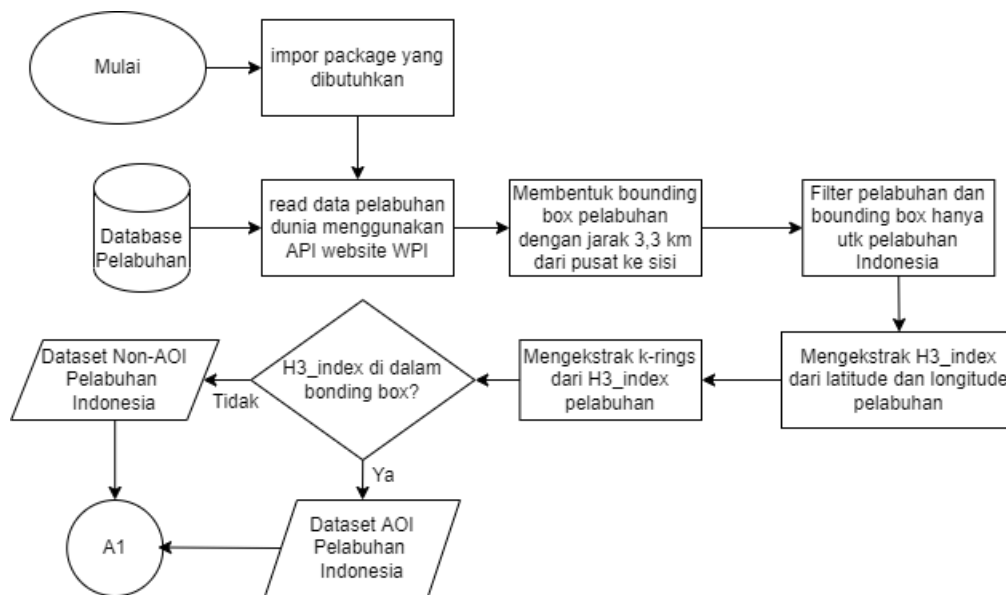 Mulai
impor package yang
dibutuhkan
Database
Pelabuhan
read data pelabuhan
dunia menggunakan
API website WPI
Membentuk bounding
box pelabuhan
dengan jarak 3,3 km
dari pusat ke sisi
Filter pelabuhan dan
bounding box hanya
utk pelabuhan
Indonesia
Mengekstrak H3_index
dari latitude dan longitude
pelabuhan
Mengekstrak k-rings
dari H3_index
pelabuhan
H3_index di dalam
bonding box?
Tidak
Dataset Non-AOI
Pelabuhan
Indonesia
Ya
Dataset AOI
Pelabuhan
Indonesia
A1